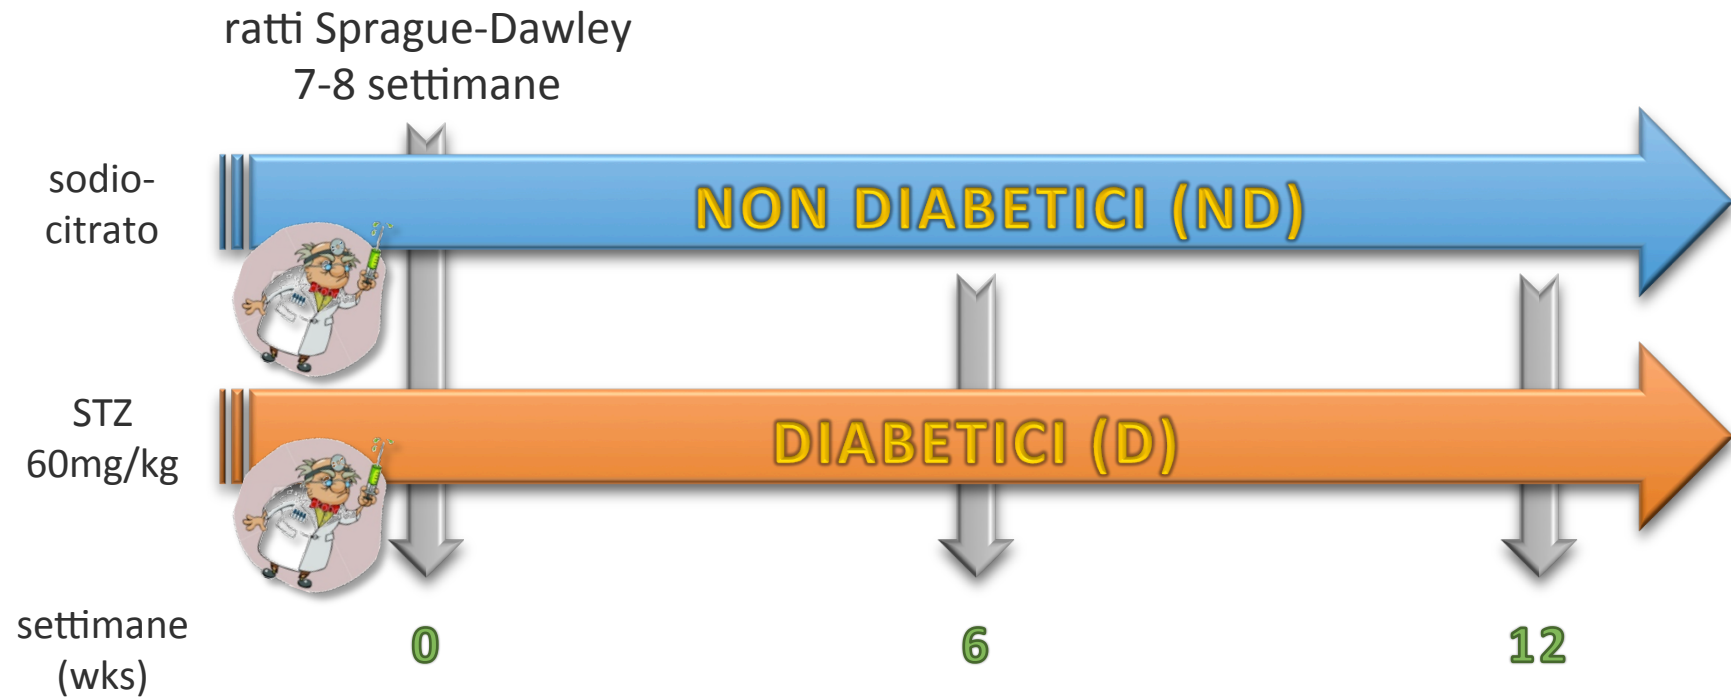 ratti Sprague-Dawley
7-8 settimane
sodio-
citrato
NON DIABETICI (ND)
STZ
60mg/kg
DIABETICI (D)
settimane
(wks)
0
6
12